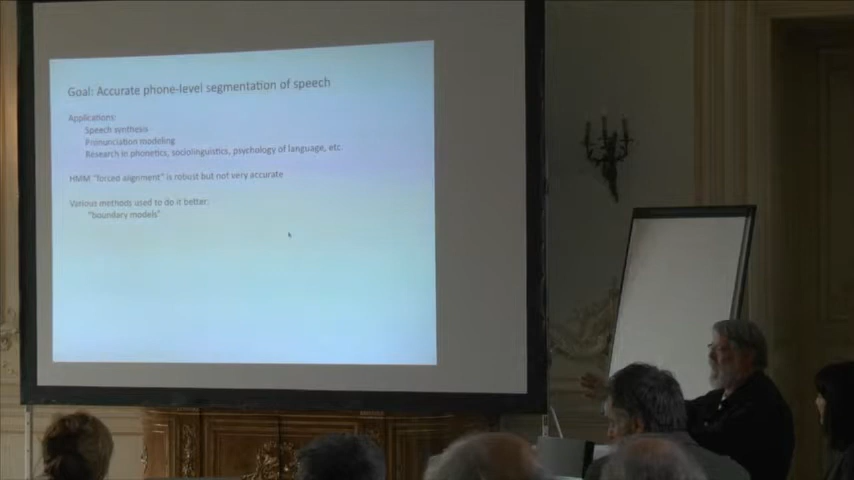 Goal: Accurate phone-level segmentation of speech
Applications:
Speech synthesis
Pronunciation modeling
Research in phonetics, sociolinguistics, psychology of language, etc
HMM "forced alignment" is robust but not very accurate
Various methods used to do it better:
"boundary models"